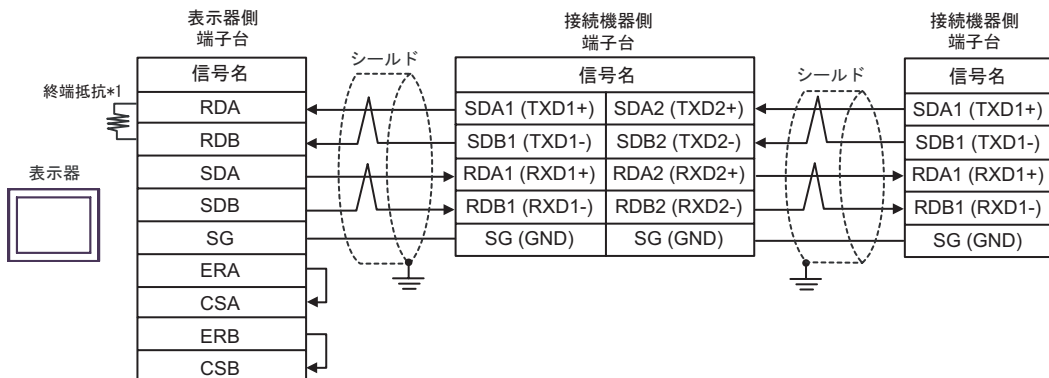 表示器側
端子台
接続機器側
端子台
接続機器側
端子台
シールド
シールド
信号名
信号名
信号名
終端抵抗*1
RDA
SDA1 (TXD1+) SDA2 (TXD2+)
SDA1 (TXD1+)
RDB
SDB1 (TXD1-) SDB2 (TXD2-)
SDB1 (TXD1-)
表示器
SDA
RDA1 (RXD1+) RDA2 (RXD2+)
RDA1 (RXD1+)
SDB
RDB1 (RXD1-) RDB2 (RXD2-)
RDB1 (RXD1-)
SG
SG (GND) SG (GND)
SG (GND)
ERA
CSA
ERB
CSB